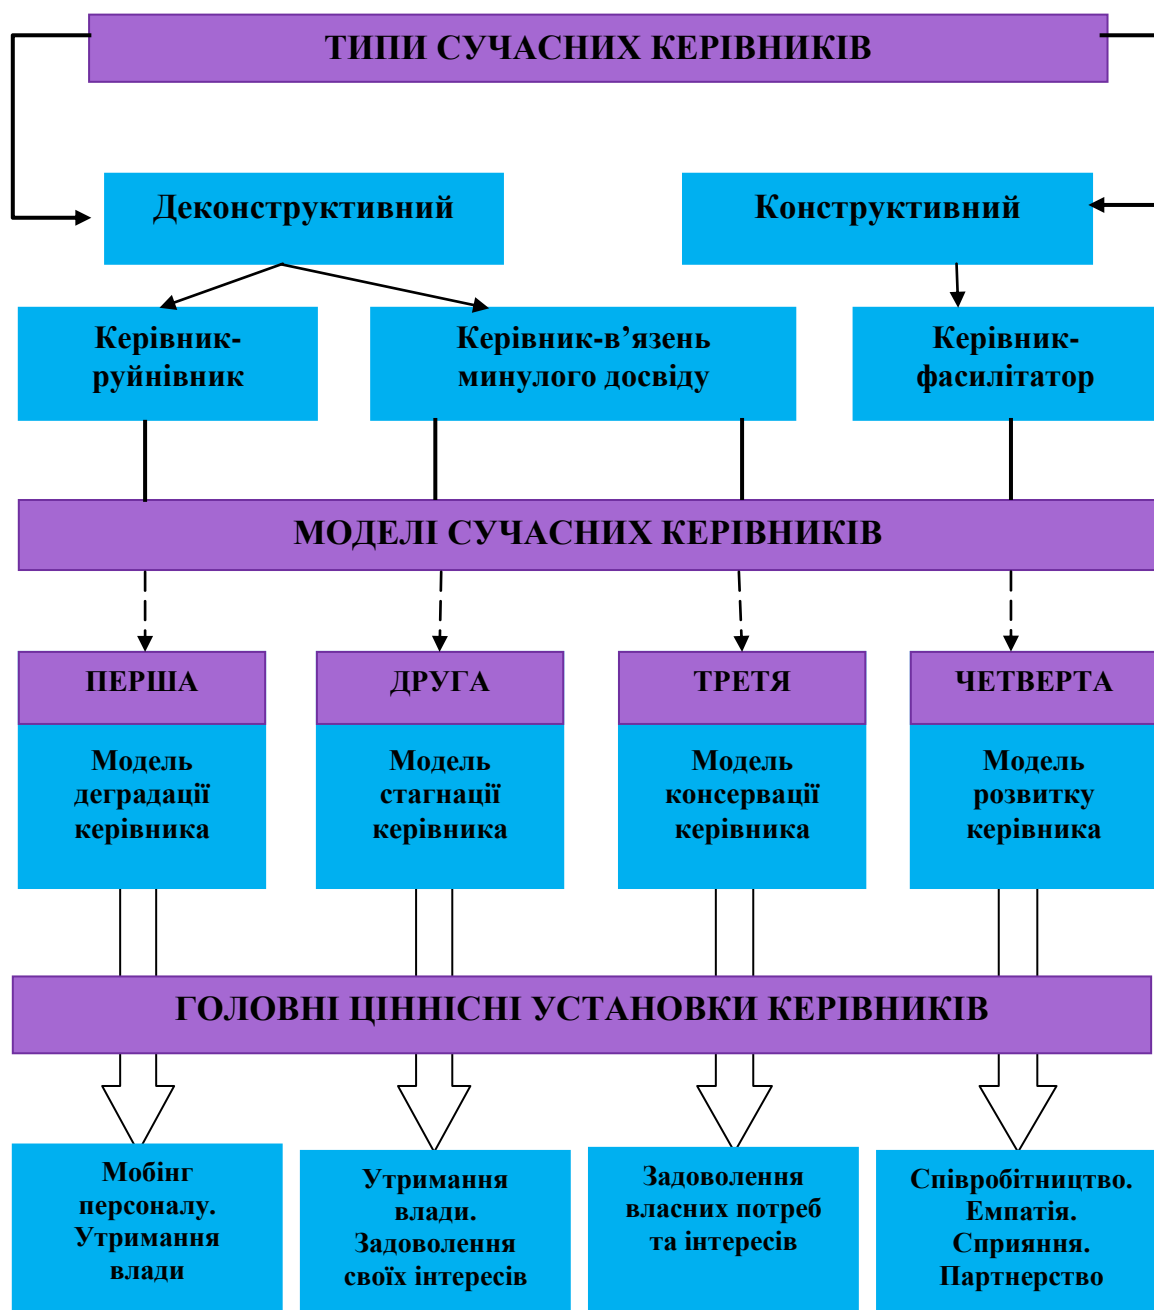 ТИПИ СУЧАСНИХ КЕРІВНИКІВ
Деконструктивний
Конструктивний
Керівник-
руйнівник
Керівник-в’язень
минулого досвіду
Керівник-
фасилітатор
МОДЕЛІ СУЧАСНИХ КЕРІВНИКІВ
ПЕРША
ДРУГА
ТРЕТЯ
ЧЕТВЕРТА
Модель
деградації
керівника
Модель
стагнації
керівника
Модель
консервації
керівника
Модель
розвитку
керівника
ГОЛОВНІ ЦІННІСНІ УСТАНОВКИ КЕРІВНИКІВ
Мобінг
персоналу.
Утримання
влади
Утримання
влади.
Задоволення
своїх інтересів
Задоволення
власних потреб
та інтересів
Співробітництво.
Емпатія.
Сприяння.
Партнерство